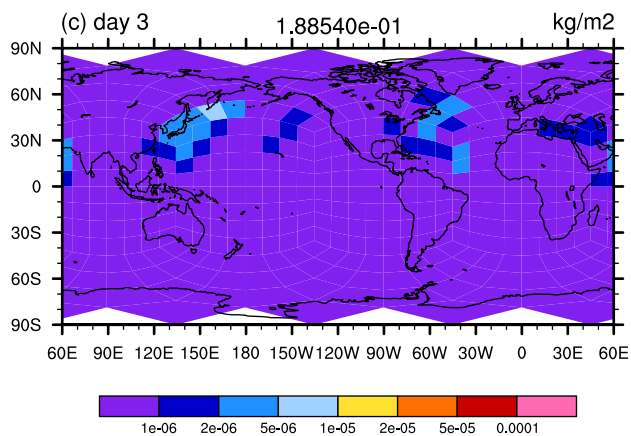 (c) day 3 1.88540e-01 kg/m2
90N
60N
30N
0
30S
60S
90S
60E 90E 120E 150E 180 150W 120W 90W 60W 30W 0 30E 60E
1e-06 2e-06 5e-06 1e-05 2e-05 5e-05 0.0001